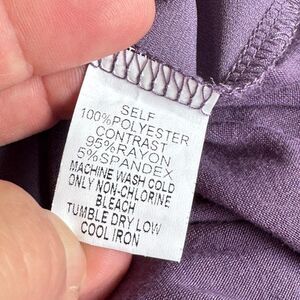 SELF
100%POLYESTER
CONTRAST
95%RAYON
5%SPANDEX
MACHINE WASH COLD
ONLY NON-CHLORINE
BLEACH
TUMBLE DRY LOW
COOL IRON